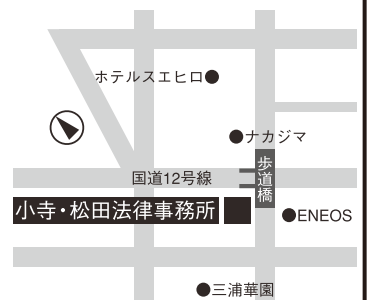 ホテルスエヒロ
ナカジマ
歩道橋
国道12号線
小寺・松田法律事務所
ENEOS
三浦華園